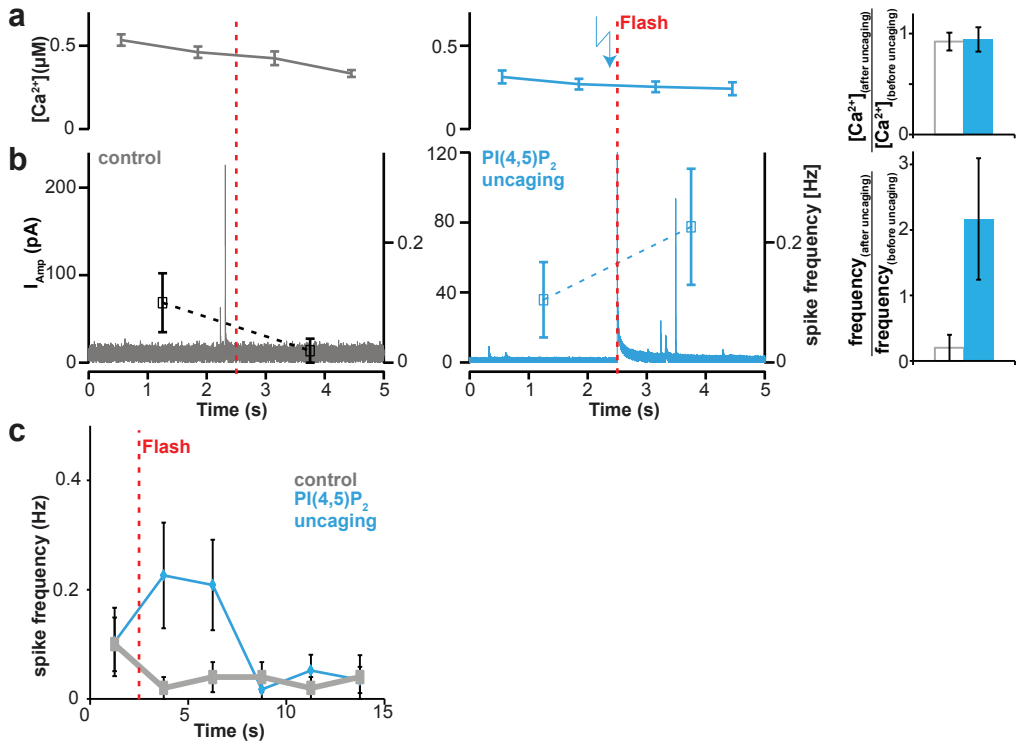 a
[Ca²⁺](µM)
0.5
0
0.5
0
Flash
[Ca²⁺](after uncaging)
[Ca²⁺](before uncaging)
1
0
b
control
I_Amp (pA)
200
100
0
0.2
0
0 1 2 3 4 5
Time (s)
PI(4,5)P₂
uncaging
120
80
40
0
spike frequency [Hz]
0.2
0
0 1 2 3 4 5
Time (s)
frequency(after uncaging)
frequency(before uncaging)
3
2
1
0
c
Flash
control
PI(4,5)P₂
uncaging
spike frequency (Hz)
0.4
0.2
0
0 5 10 15
Time (s)